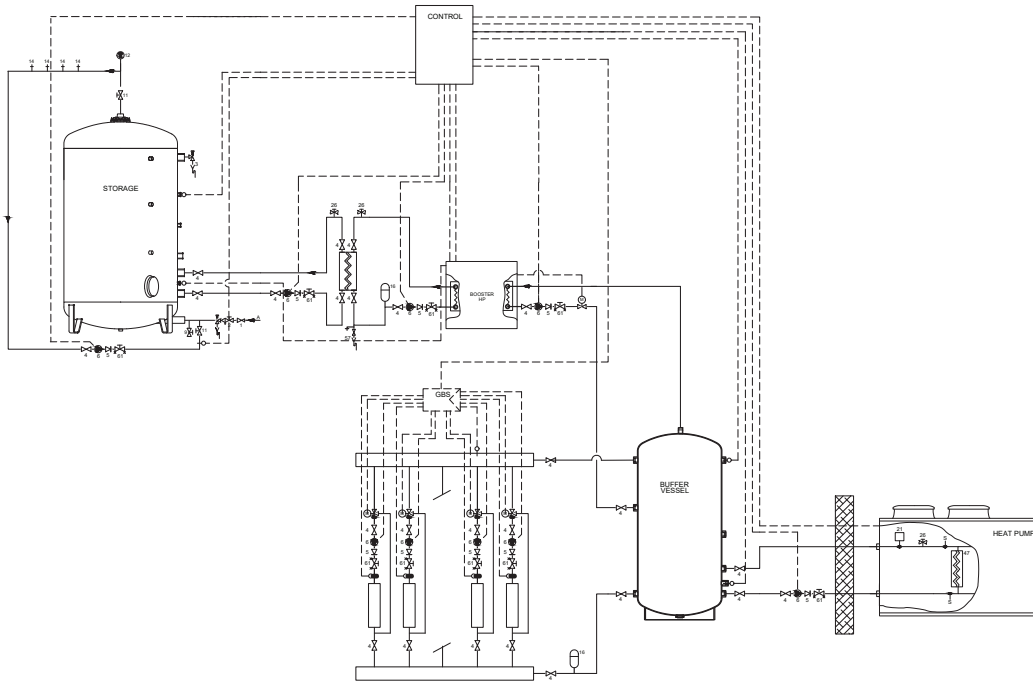 CONTROL
12
14 14 14 14
11
3
STORAGE
26 26
4 4
4
16
BOOSTER
HP
M
4
4 6 5 61
4 4
4 6 5 61
4 6 5 61
9 11
1
A
57
4 6 5 61
GBS
4
BUFFER
VESSEL
4
4 4 4 4
6 6 6 6
5 5 5 5
61 61 61 61
HEAT PUMP
21 26 S
47
4
4
4 4 6 5 61
S
4
4 4 4 4
16
4